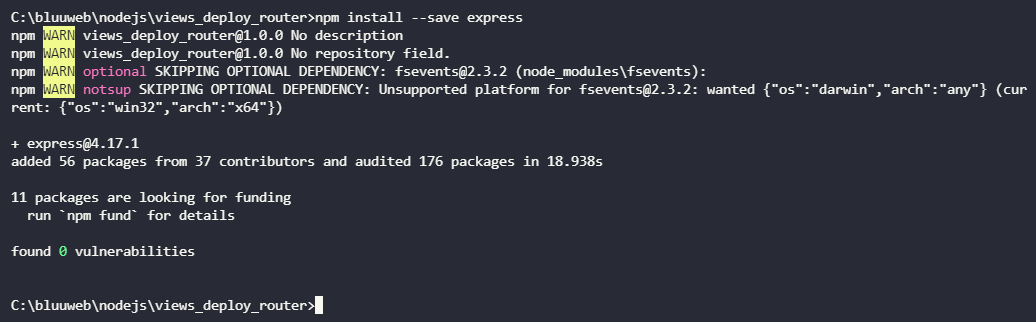 C:\bluuweb\nodejs\views_deploy_router>npm install --save express
npm WARN views_deploy_router@1.0.0 No description
npm WARN views_deploy_router@1.0.0 No repository field.
npm WARN optional SKIPPING OPTIONAL DEPENDENCY: fsevents@2.3.2 (node_modules\fsevents):
npm WARN notsup SKIPPING OPTIONAL DEPENDENCY: Unsupported platform for fsevents@2.3.2: wanted {"os":"darwin","arch":"any"} (cur
rent: {"os":"win32","arch":"x64"})
+ express@4.17.1
added 56 packages from 37 contributors and audited 176 packages in 18.938s
11 packages are looking for funding
  run `npm fund` for details
found 0 vulnerabilities
C:\bluuweb\nodejs\views_deploy_router>